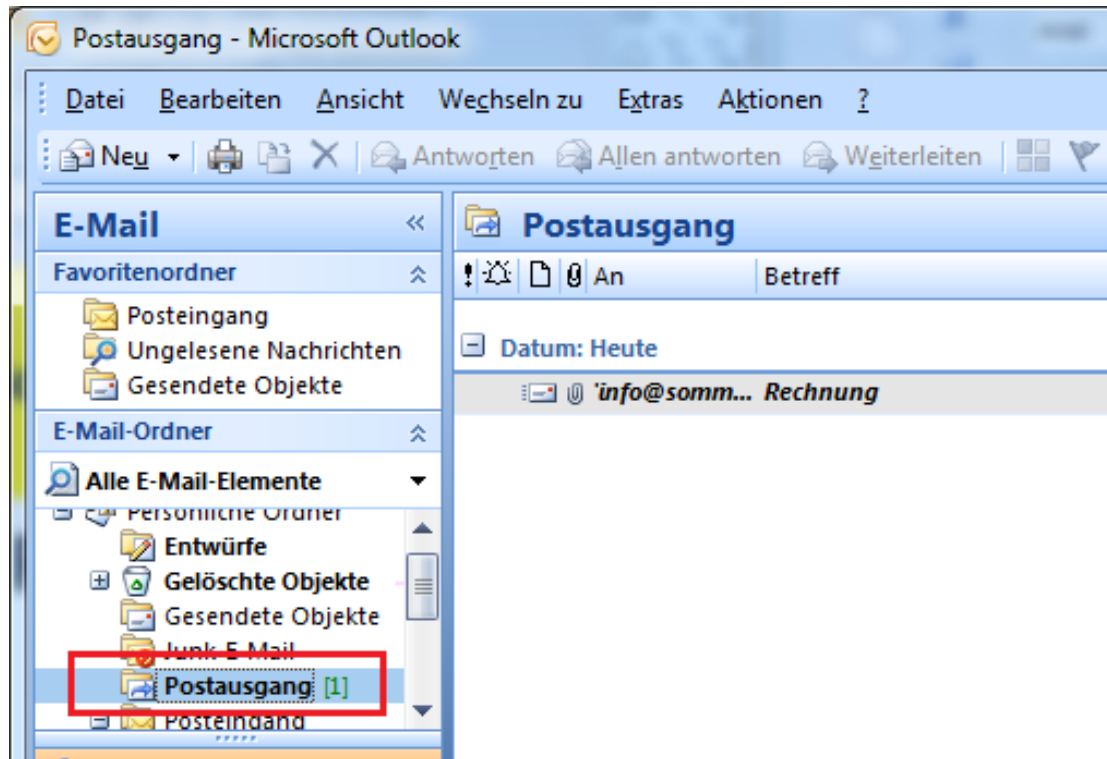 Postausgang - Microsoft Outlook
Datei Bearbeiten Ansicht Wechseln zu Extras Aktionen ?
Neu Antworten Allen antworten Weiterleiten
E-Mail «
Postausgang
Favoritenordner
! An Betreff
Posteingang
Ungelesene Nachrichten
Gesendete Objekte
Datum: Heute
'info@somm... Rechnung
E-Mail-Ordner
Alle E-Mail-Elemente
Persönliche Ordner
Entwürfe
Gelöschte Objekte
Gesendete Objekte
Junk-E-Mail
Postausgang [1]
Posteingang